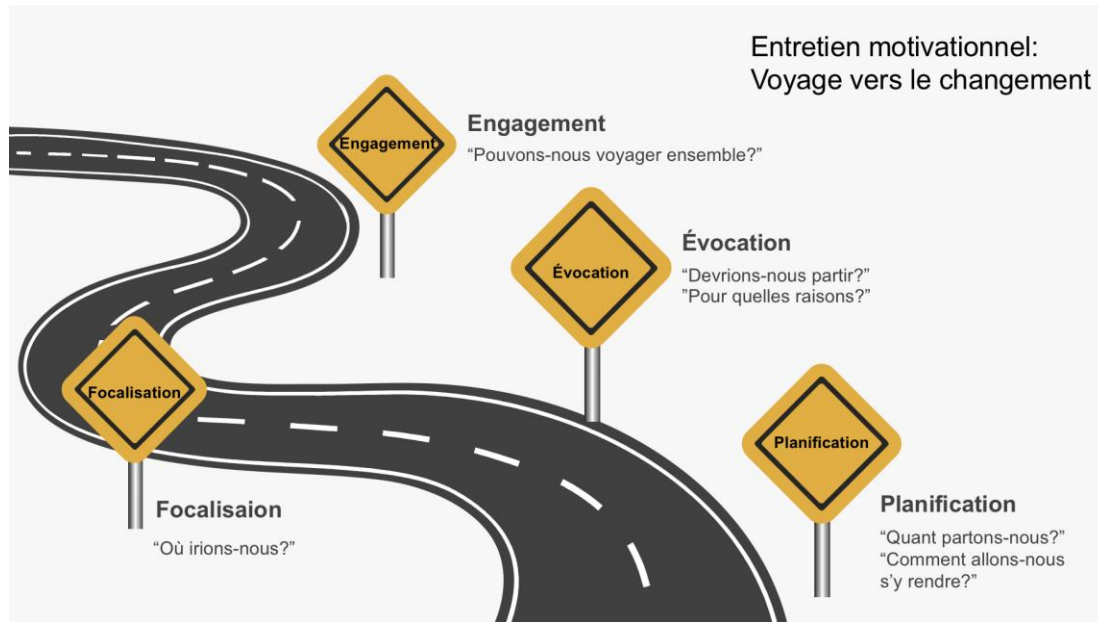 Entretien motivationnel:
Voyage vers le changement
Engagement
Engagement
“Pouvons-nous voyager ensemble?”
Évocation
Évocation
“Devrions-nous partir?”
”Pour quelles raisons?”
Focalisation
Focalisaion
“Où irions-nous?”
Planification
Planification
“Quant partons-nous?”
“Comment allons-nous
s’y rendre?”